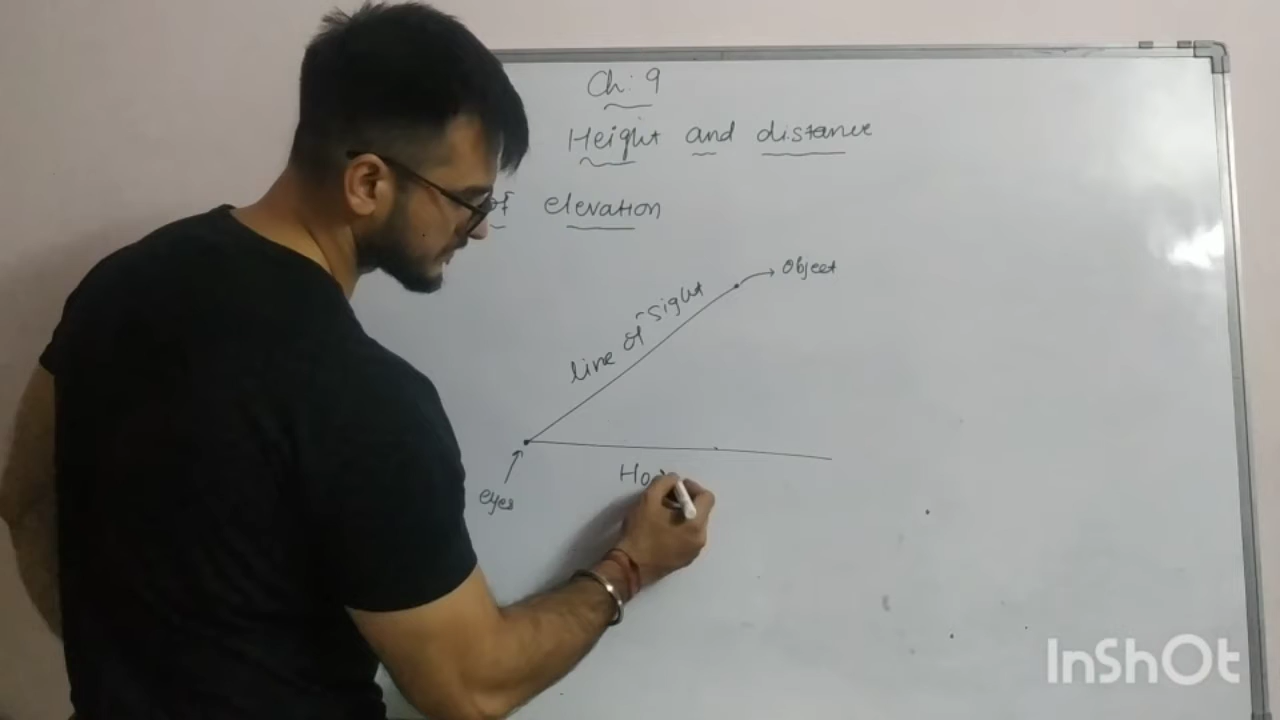 Ch: 9
Height and distance
of elevation
Object
line of sight
eyes
Ho
InShOt